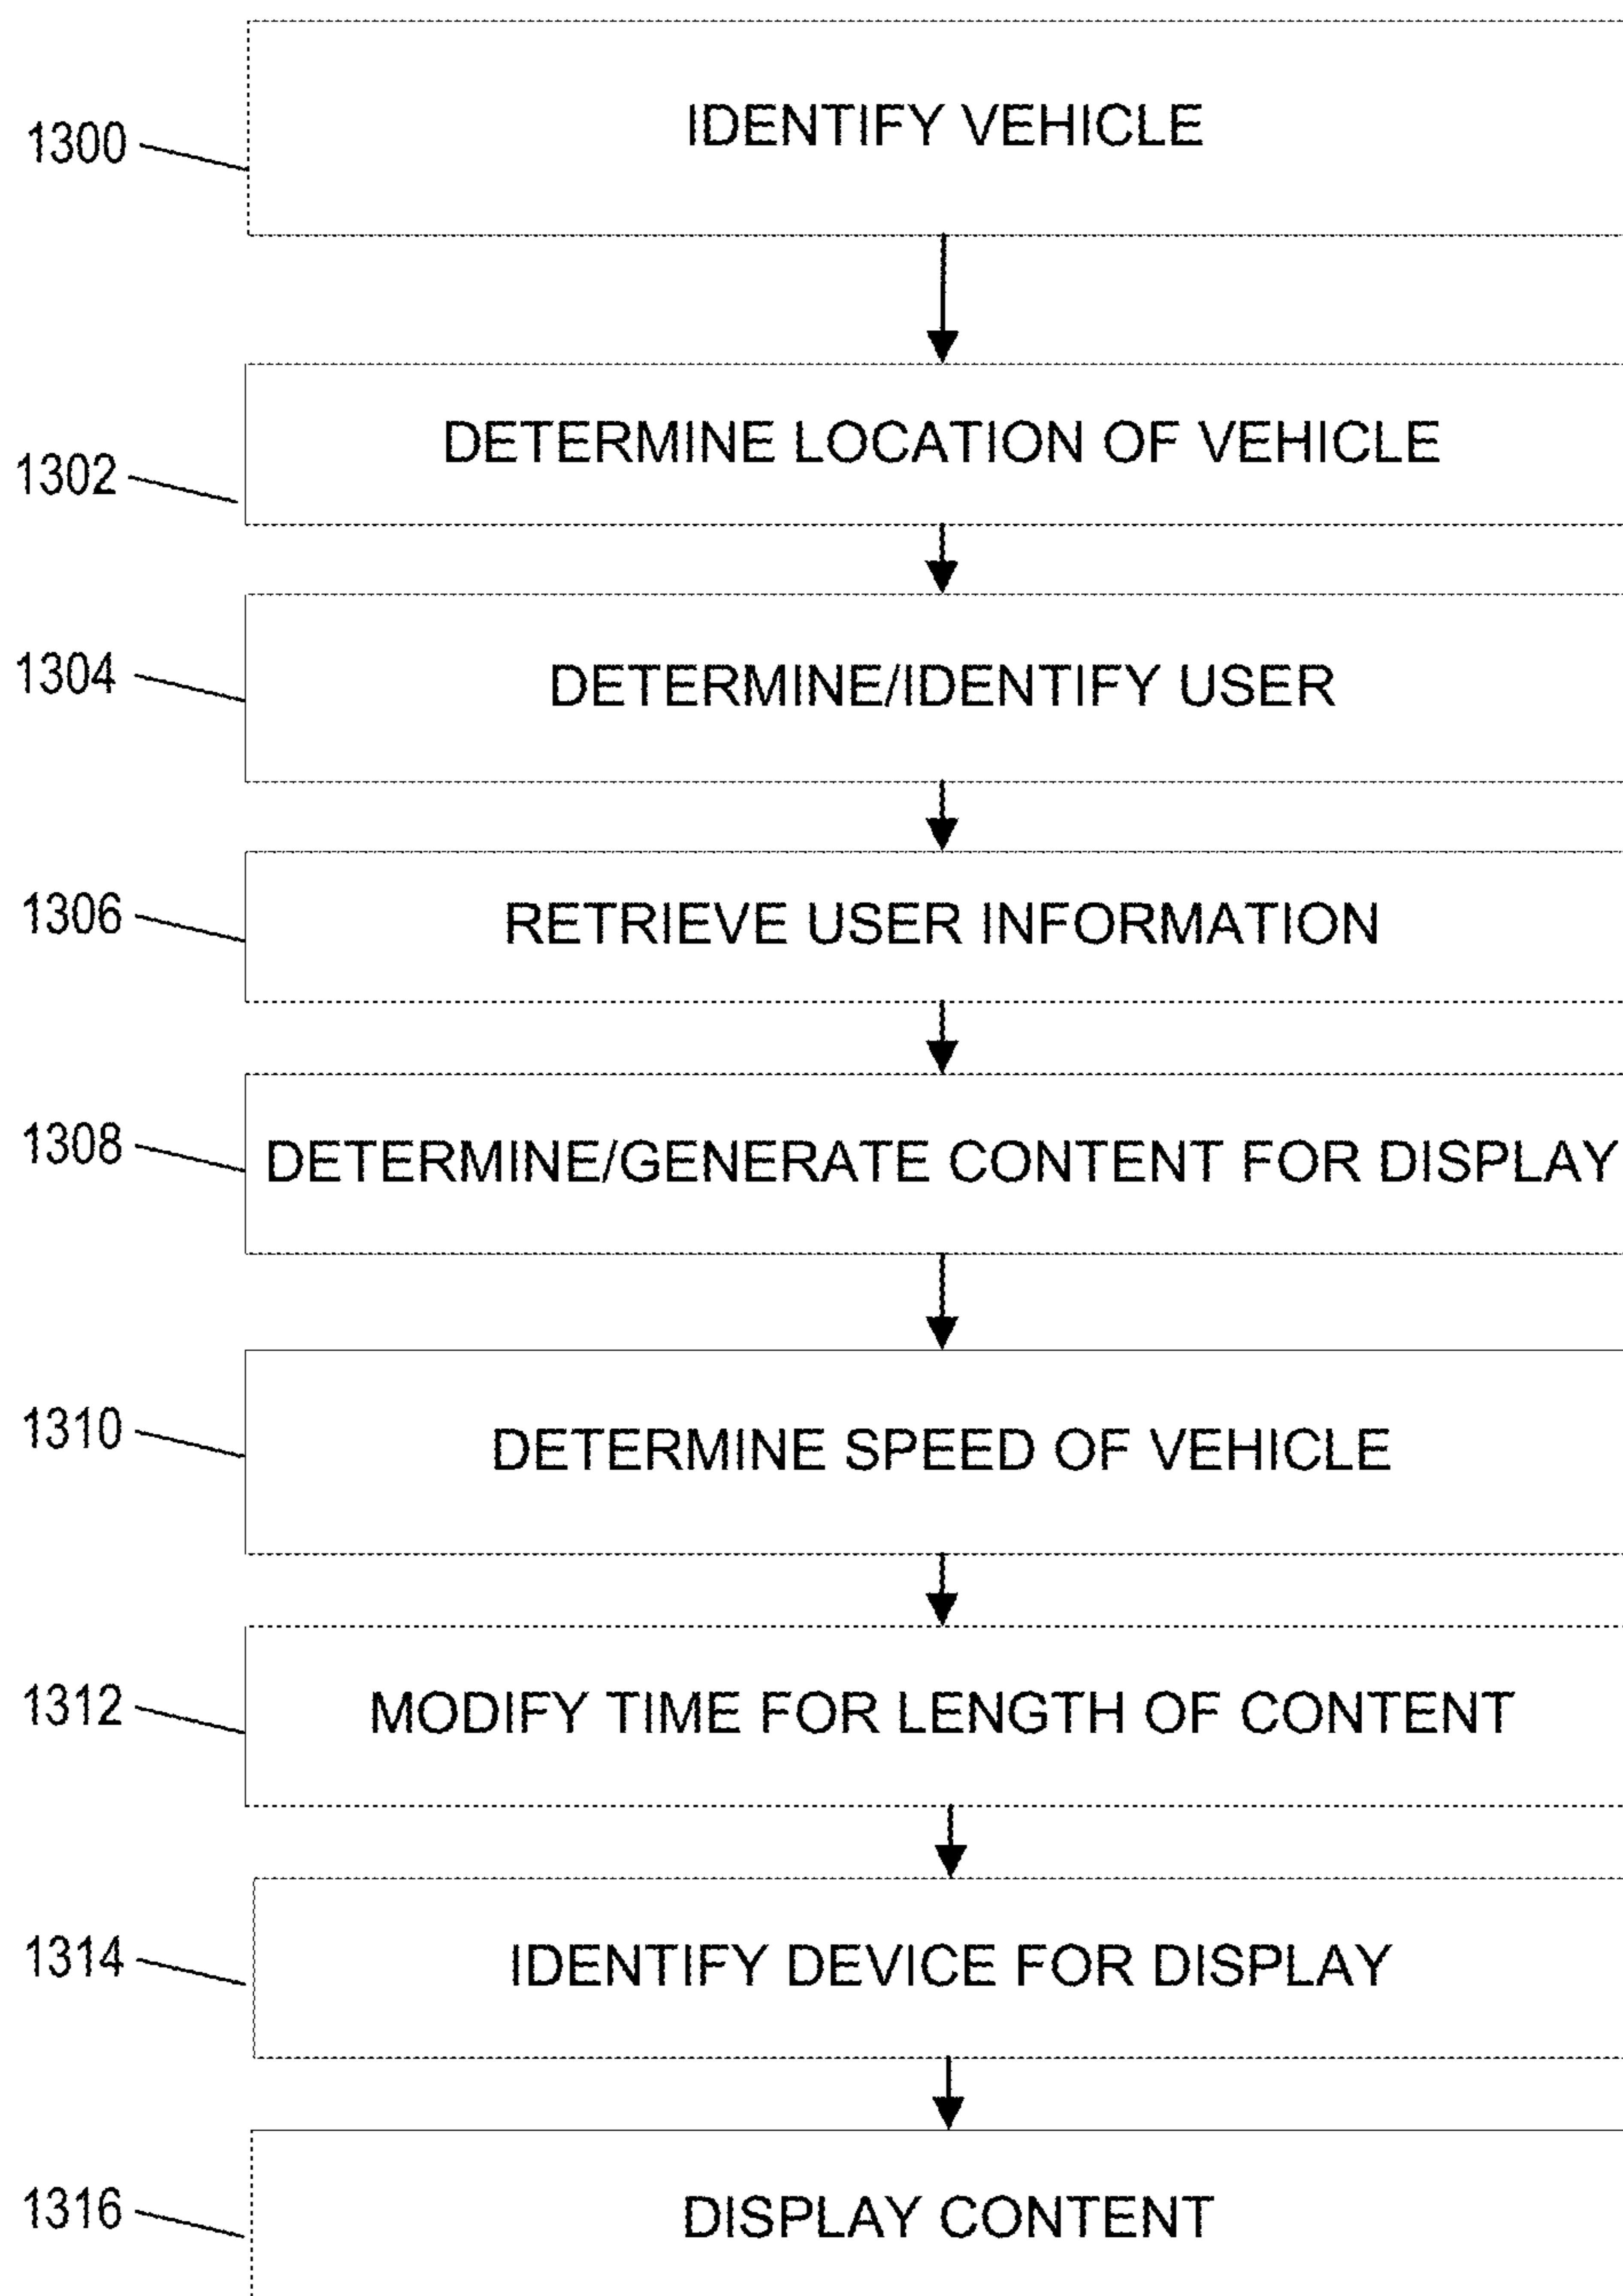 IDENTIFY VEHICLE
1300
DETERMINE LOCATION OF VEHICLE
1302
DETERMINE/IDENTIFY USER
1304
RETRIEVE USER INFORMATION
1306
DETERMINE/GENERATE CONTENT FOR DISPLAY
1308
DETERMINE SPEED OF VEHICLE
1310
MODIFY TIME FOR LENGTH OF CONTENT
1312
IDENTIFY DEVICE FOR DISPLAY
1314
DISPLAY CONTENT
1316